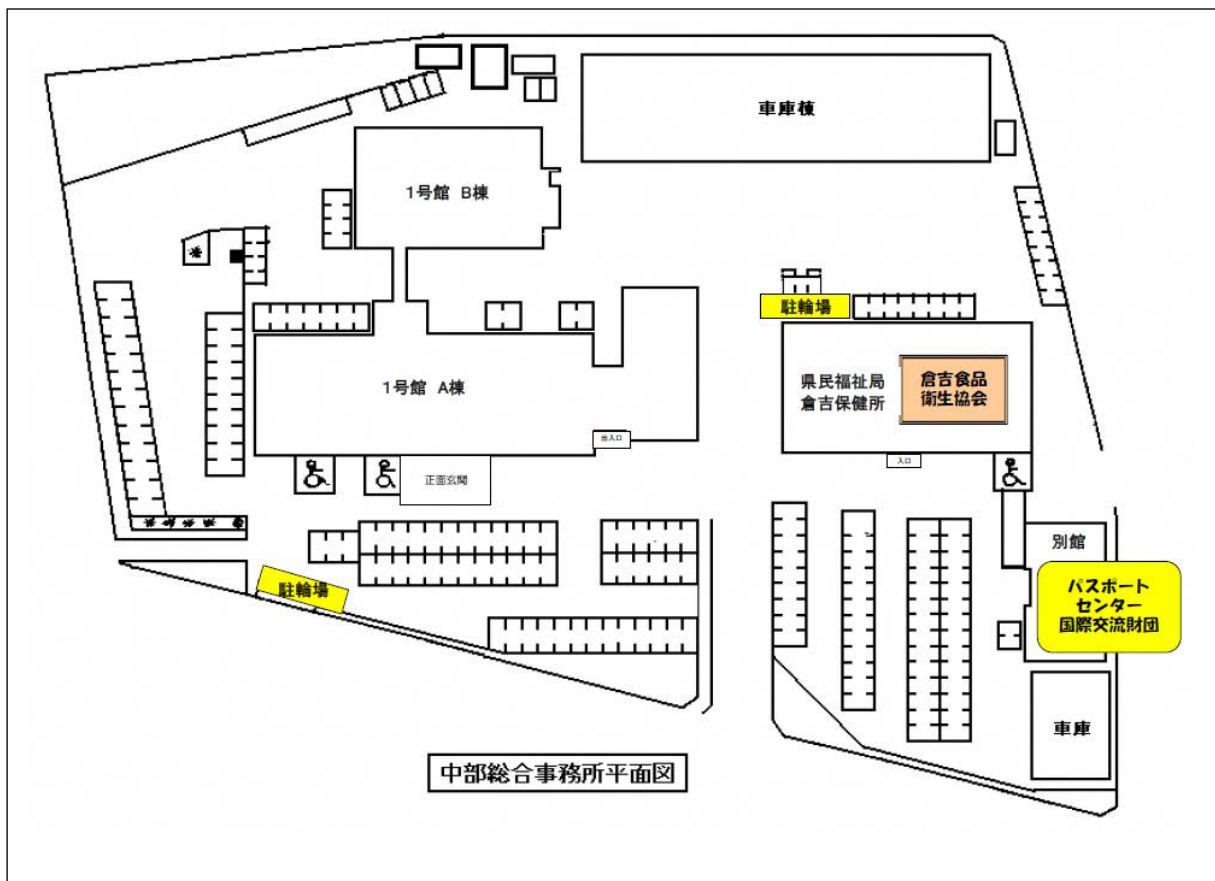 車庫棟
1号館 B棟
駐輪場
1号館 A棟
県民福祉局
倉吉保健所
倉吉食品
衛生協会
出入口
入口
正面玄関
別館
駐輪場
パスポート
センター
国際交流財団
車庫
中部総合事務所平面図